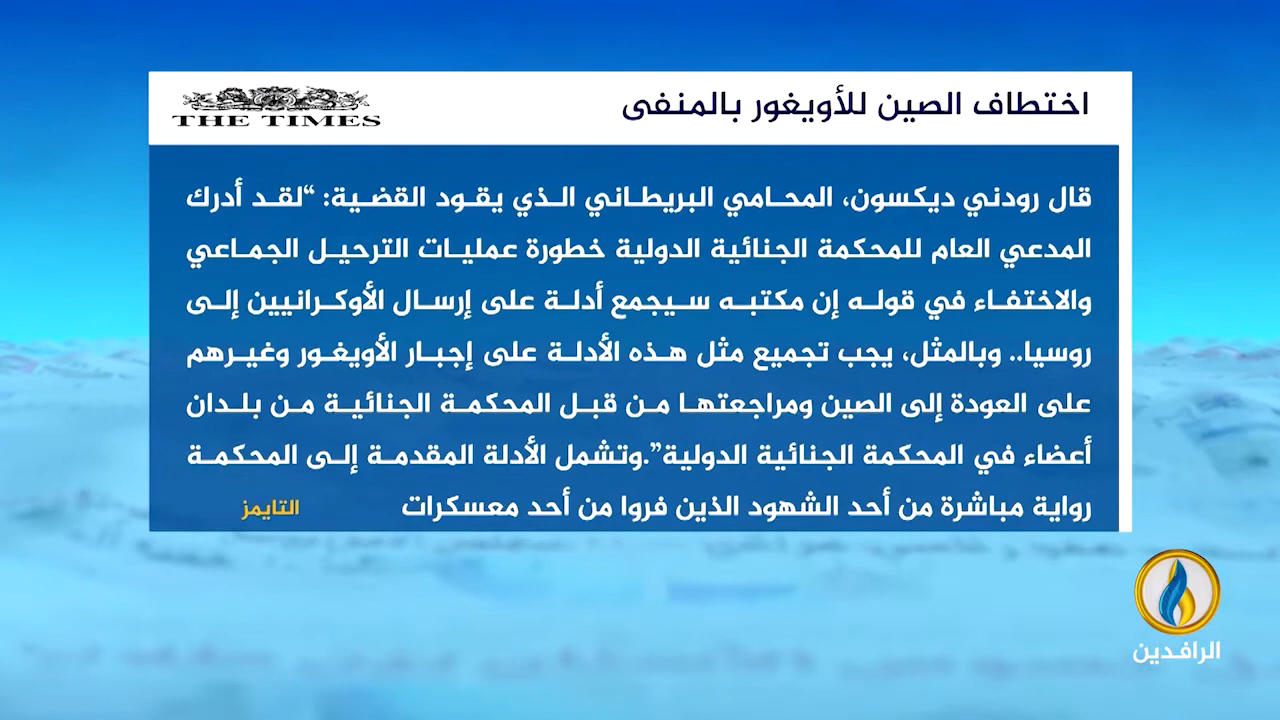 THE TIMES
اختطاف الصين للأويغور بالمنفى
قال رودني ديكسون، المحامي البريطاني الذي يقود القضية: “لقد أدرك
المدعي العام للمحكمة الجنائية الدولية خطورة عمليات الترحيل الجماعي
والاختفاء في قوله إن مكتبه سيجمع أدلة على إرسال الأوكرانيين إلى
روسيا.. وبالمثل، يجب تجميع مثل هذه الأدلة على إجبار الأويغور وغيرهم
على العودة إلى الصين ومراجعتها من قبل المحكمة الجنائية من بلدان
أعضاء في المحكمة الجنائية الدولية”.وتشمل الأدلة المقدمة إلى المحكمة
رواية مباشرة من أحد الشهود الذين فروا من أحد معسكرات
التايمز
الرافدين